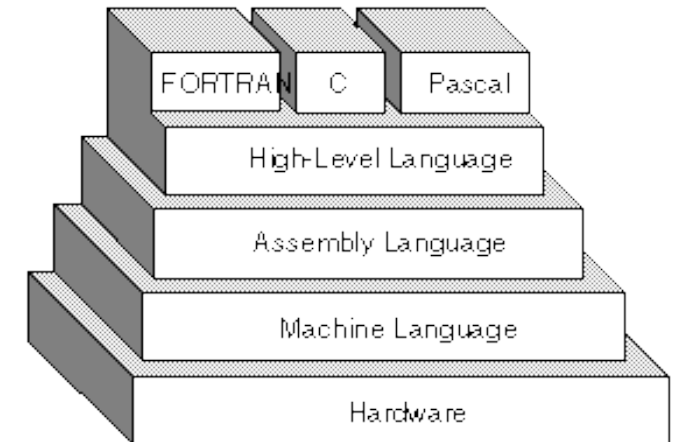 FORTRAN C Pascal
High-Level Language
Assembly Language
Machine Language
Hardware